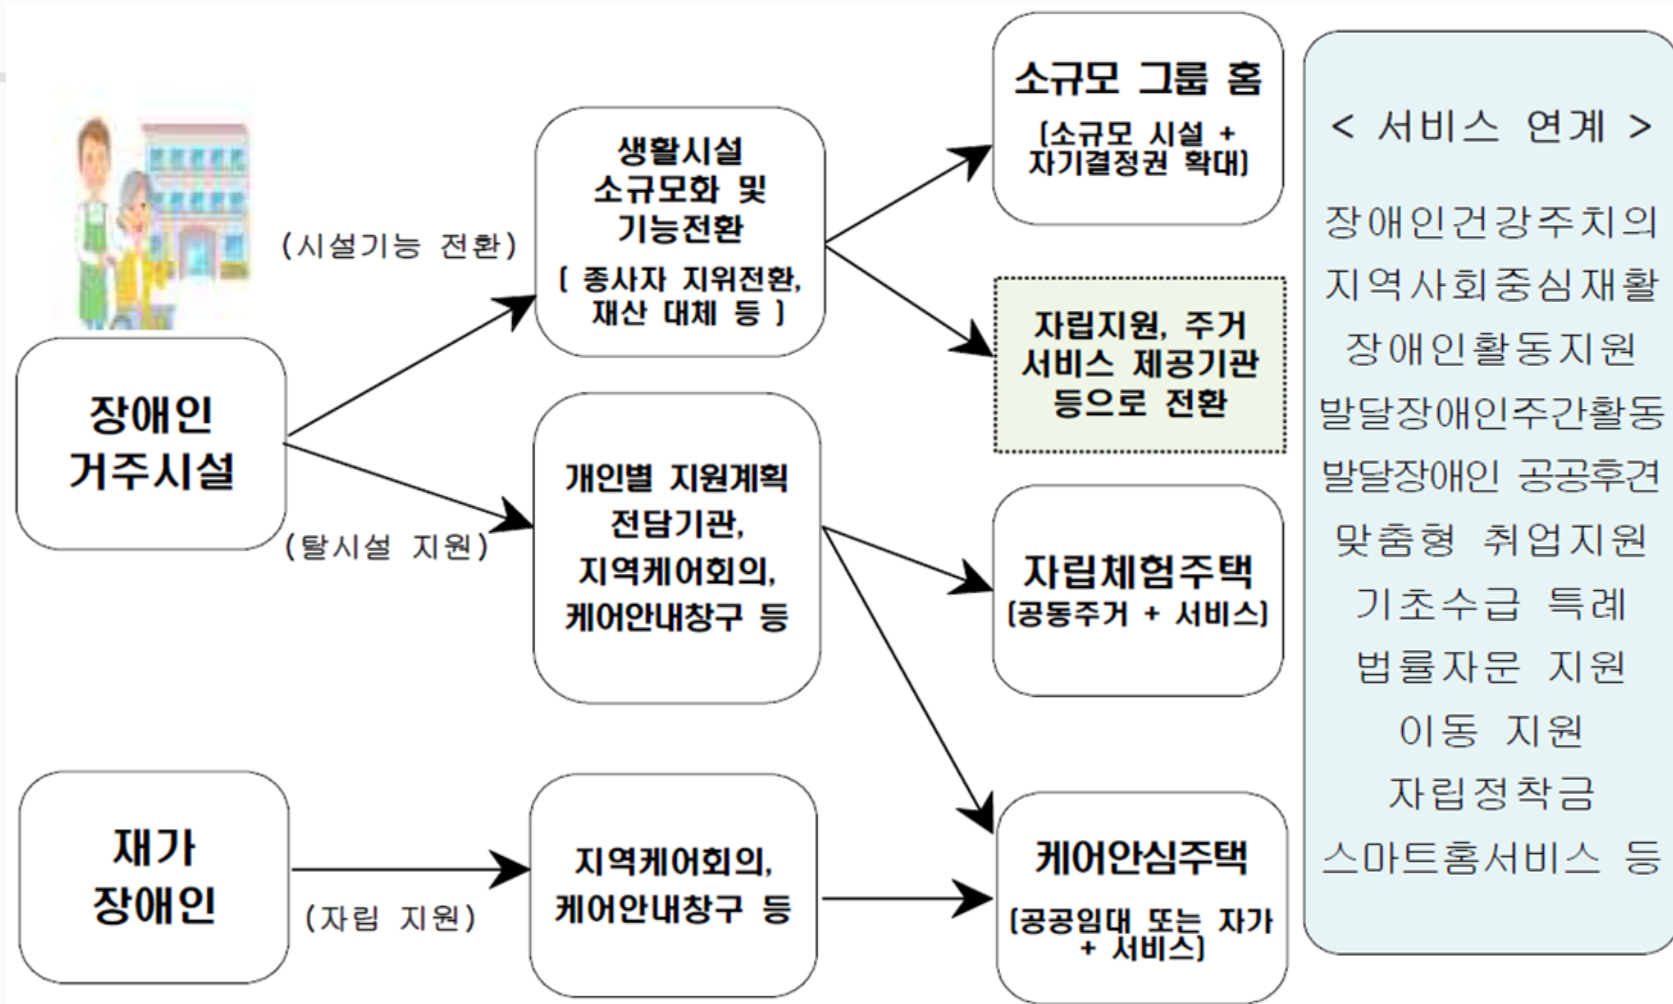 장애인
거주시설
(시설기능 전환)
(탈시설 지원)
생활시설
소규모화 및
기능전환
( 종사자 지위전환,
재산 대체 등 )
개인별 지원계획
전담기관,
지역케어회의,
케어안내창구 등
소규모 그룹 홈
(소규모 시설 +
자기결정권 확대)
자립지원, 주거
서비스 제공기관
등으로 전환
자립체험주택
(공동주거 + 서비스)
재가
장애인
(자립 지원)
지역케어회의,
케어안내창구 등
케어안심주택
(공공임대 또는 자가
+ 서비스)
< 서비스 연계 >
장애인건강주치의
지역사회중심재활
장애인활동지원
발달장애인주간활동
발달장애인 공공후견
맞춤형 취업지원
기초수급 특례
법률자문 지원
이동 지원
자립정착금
스마트홈서비스 등